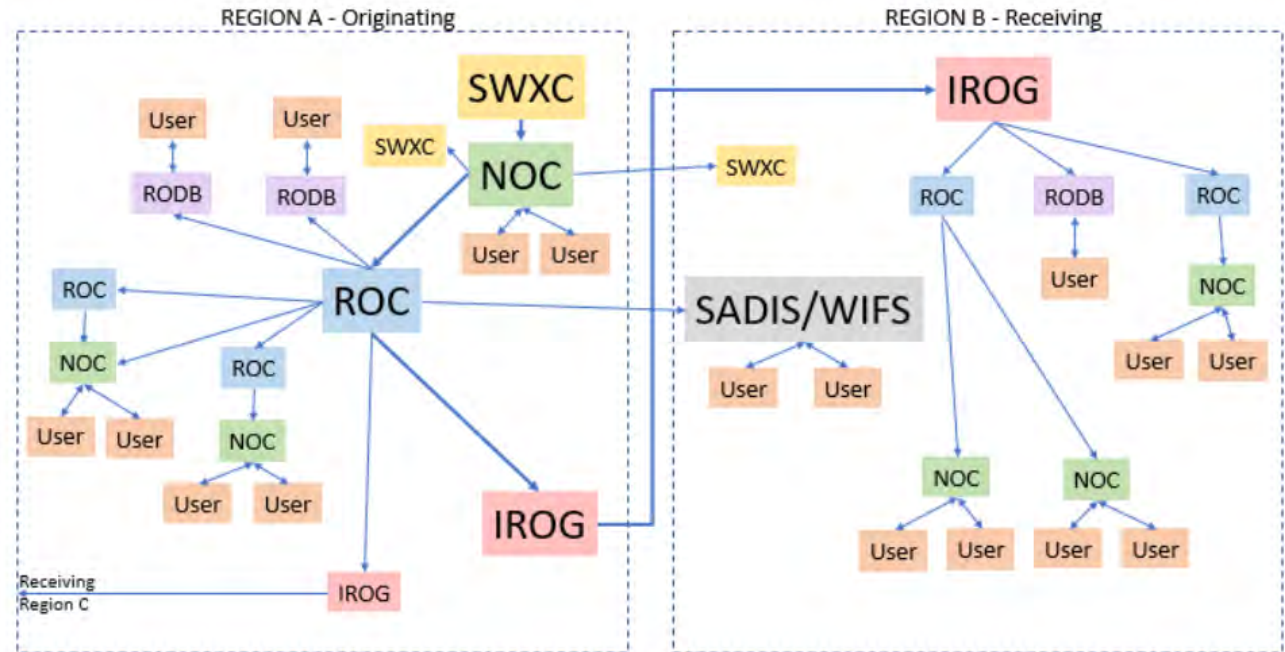 REGION A - Originating
REGION B - Receiving
SWXC
IROG
User
User
SWXC
NOC
SWXC
RODB
RODB
ROC
RODB
ROC
User
User
User
NOC
ROC
ROC
SADIS/WIFS
NOC
ROC
User
User
User
User
User
User
NOC
User
User
NOC
NOC
User
User
IROG
User
User
User
User
Receiving
Region C
IROG